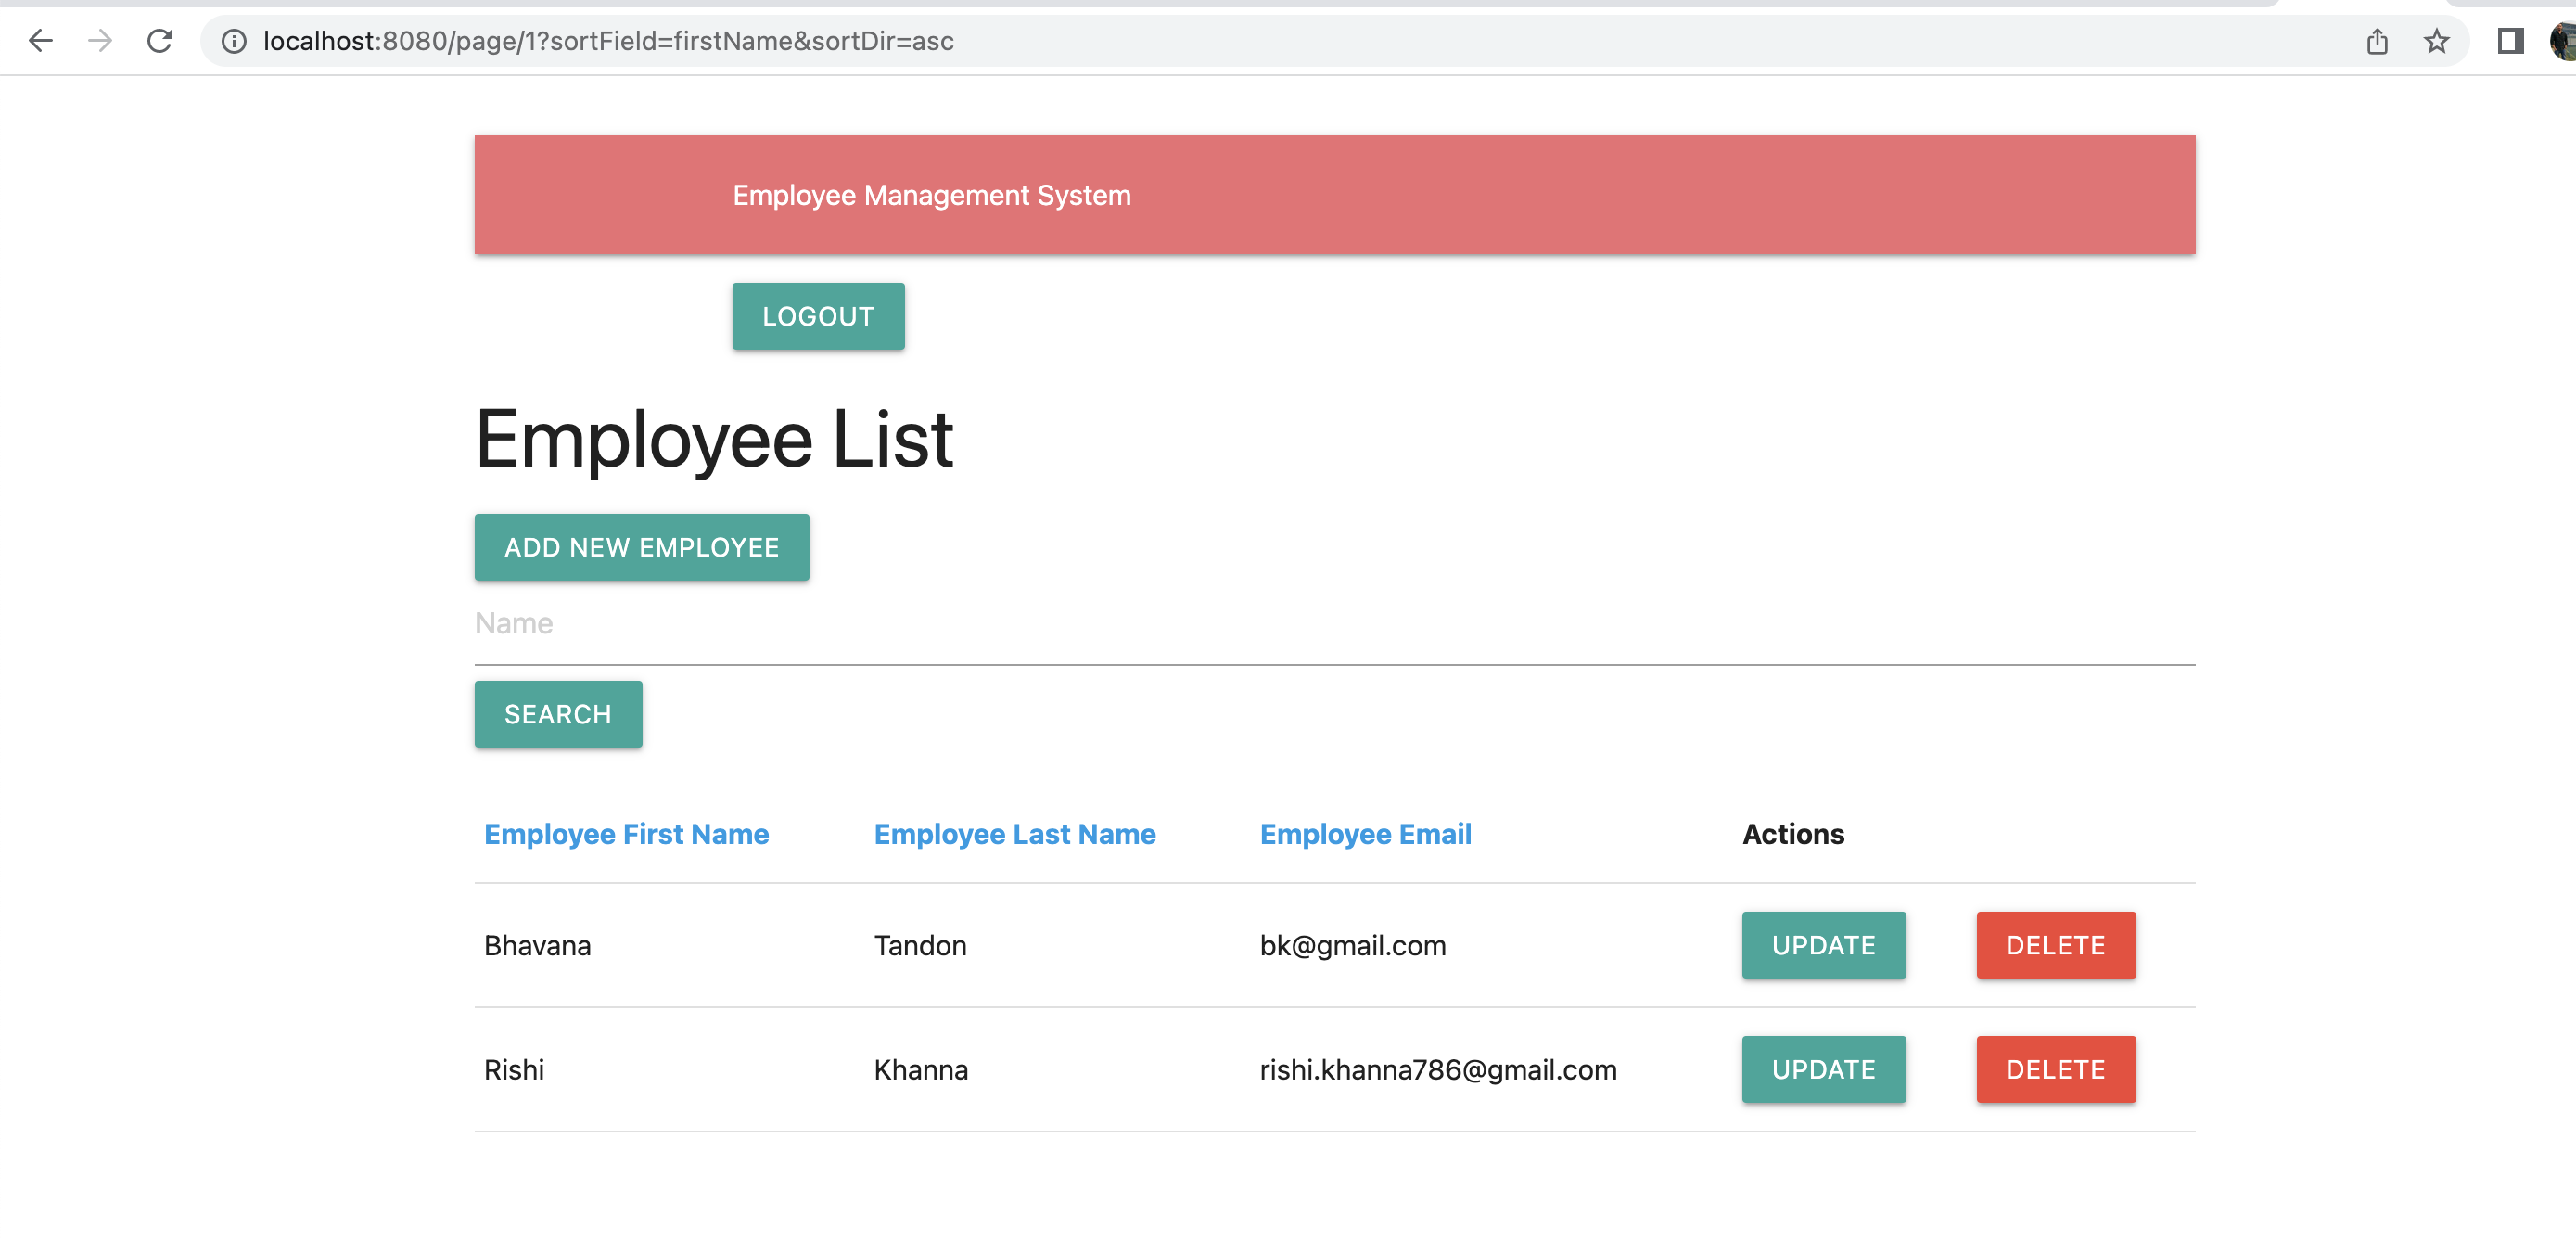 localhost:8080/page/1?sortField=firstName&sortDir=asc
Employee Management System
LOGOUT
Employee List
ADD NEW EMPLOYEE
Name
SEARCH
Employee First Name Employee Last Name Employee Email Actions
Bhavana Tandon bk@gmail.com UPDATE DELETE
Rishi Khanna rishi.khanna786@gmail.com UPDATE DELETE